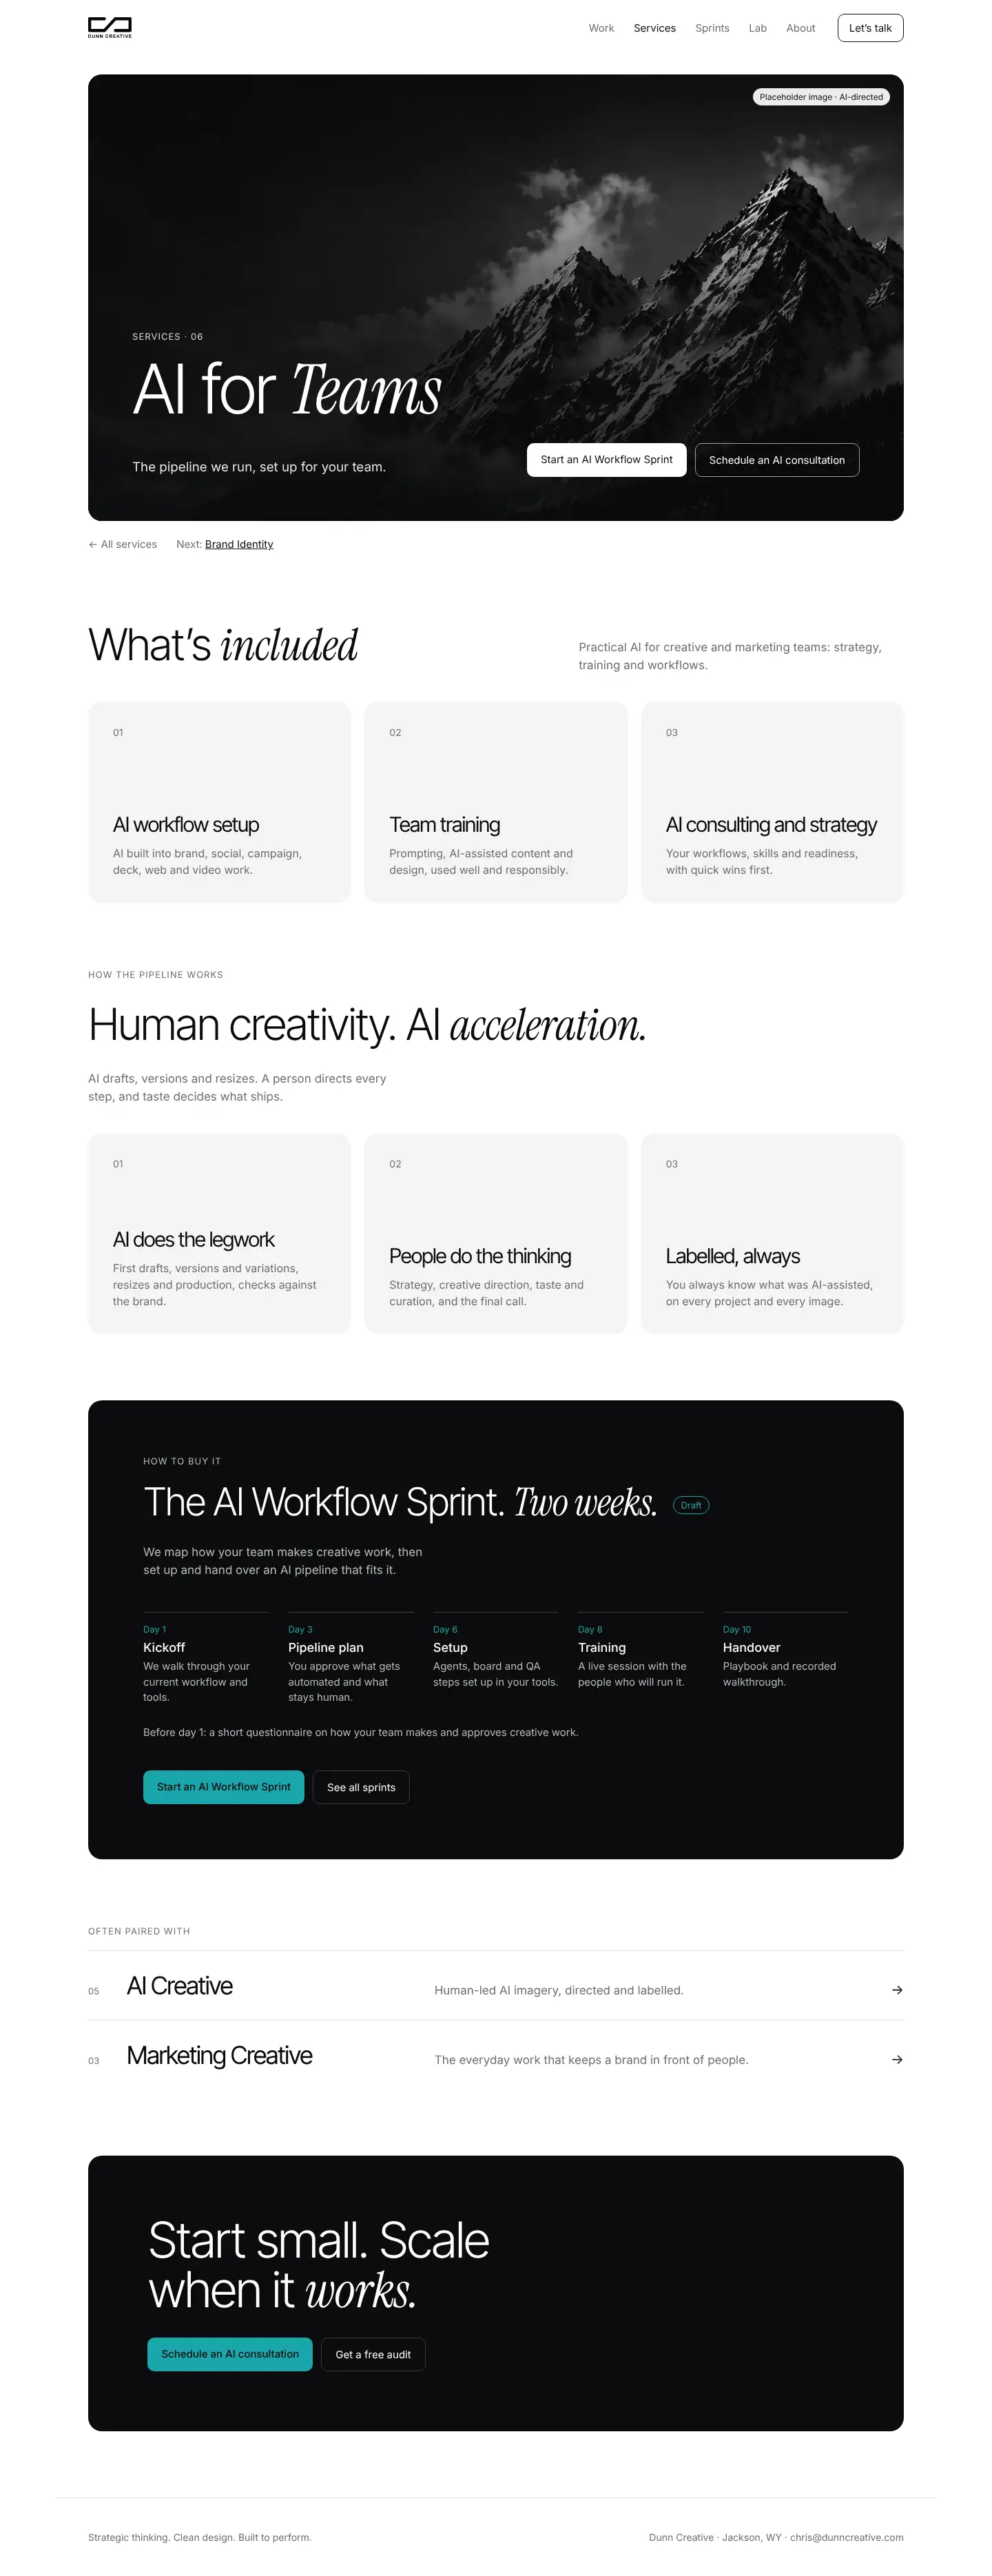 DUNN CREATIVE
Work
Services
Sprints
Lab
About
Let's talk
Placeholder image · AI-directed
SERVICES · 06
AI for Teams
The pipeline we run, set up for your team.
Start an AI Workflow Sprint
Schedule an AI consultation
← All services
Next: Brand Identity
What's included
Practical AI for creative and marketing teams: strategy,
training and workflows.
01
AI workflow setup
AI built into brand, social, campaign,
deck, web and video work.
02
Team training
Prompting, AI-assisted content and
design, used well and responsibly.
03
AI consulting and strategy
Your workflows, skills and readiness,
with quick wins first.
HOW THE PIPELINE WORKS
Human creativity. AI acceleration.
AI drafts, versions and resizes. A person directs every
step, and taste decides what ships.
01
AI does the legwork
First drafts, versions and variations,
resizes and production, checks against
the brand.
02
People do the thinking
Strategy, creative direction, taste and
curation, and the final call.
03
Labelled, always
You always know what was AI-assisted,
on every project and every image.
HOW TO BUY IT
The AI Workflow Sprint. Two weeks.
Draft
We map how your team makes creative work, then
set up and hand over an AI pipeline that fits it.
Day 1
Kickoff
We walk through your
current workflow and
tools.
Day 3
Pipeline plan
You approve what gets
automated and what
stays human.
Day 6
Setup
Agents, board and QA
steps set up in your tools.
Day 8
Training
A live session with the
people who will run it.
Day 10
Handover
Playbook and recorded
walkthrough.
Before day 1: a short questionnaire on how your team makes and approves creative work.
Start an AI Workflow Sprint
See all sprints
OFTEN PAIRED WITH
05
AI Creative
Human-led AI imagery, directed and labelled.
→
03
Marketing Creative
The everyday work that keeps a brand in front of people.
→
Start small. Scale
when it works.
Schedule an AI consultation
Get a free audit
Strategic thinking. Clean design. Built to perform.
Dunn Creative · Jackson, WY · chris@dunncreative.com